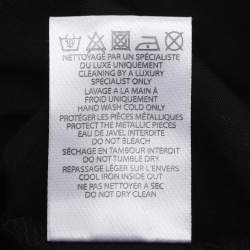 NETTOYAGÉ PAR UN SPÉCIALISTE
DU LUXE UNIQUEMENT
CLEANING BY A LUXURY
SPECIALIST ONLY
LAVAGE A LA MAIN À
FROID UNIQUEMENT
HAND WASH COLD ONLY
PROTÉGER LES PIÈCES MÉTALLIQUES
PROTECT THE METALLIC PIECES
EAU DE JAVEL INTERDITE
DO NOT BLEACH
SÉCHAGE EN TAMBOUR INTERDIT
DO NOT TUMBLE DRY
REPASSAGE LÉGER SUR L'ENVERS
COOL IRON INSIDE OUT
NE PAS NETTOYER À SEC
DO NOT DRY CLEAN